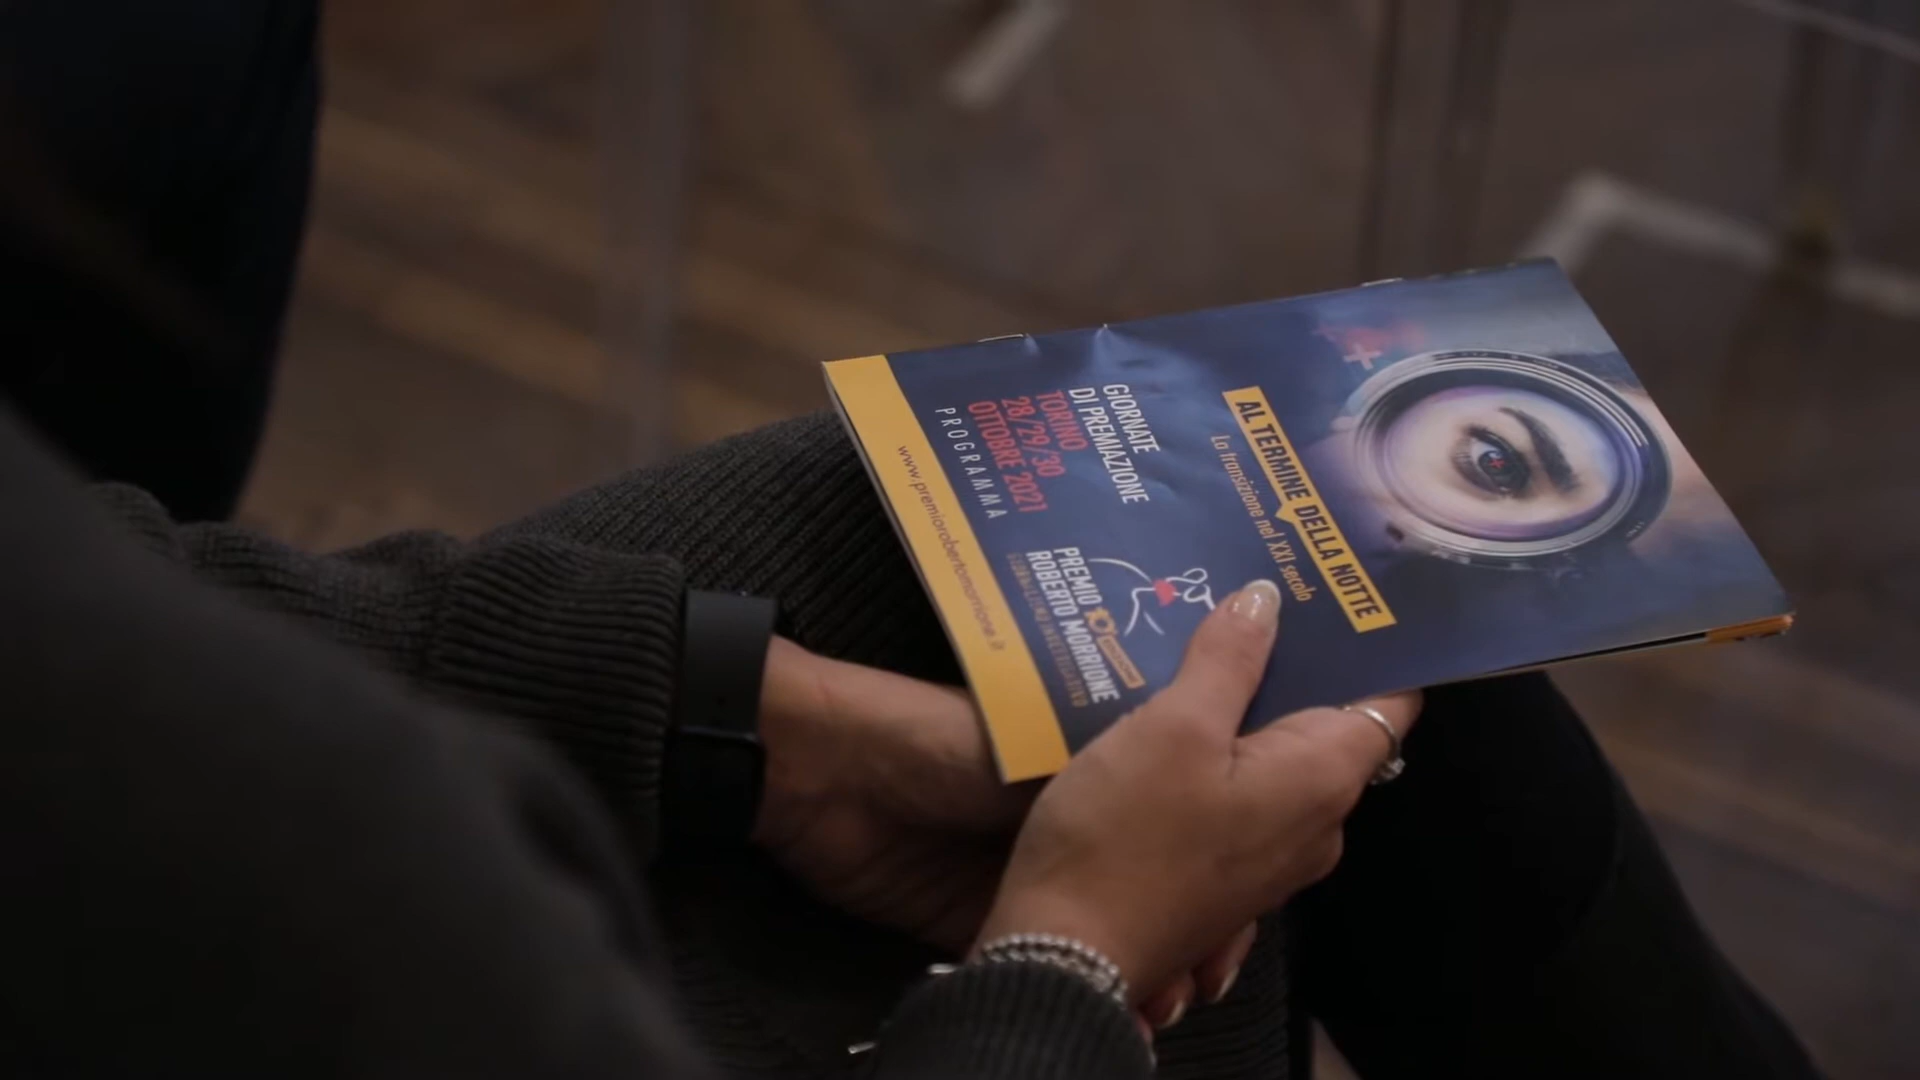 AL TERMINE DELLA NOTTE
La transizione nel XXI secolo
GIORNATE
DI PREMIAZIONE
TORINO
28/29/30
OTTOBRE 2021
PROGRAMMA
PREMIO 10
ROBERTO MORRIONE
www.premiorobertomorrione.it